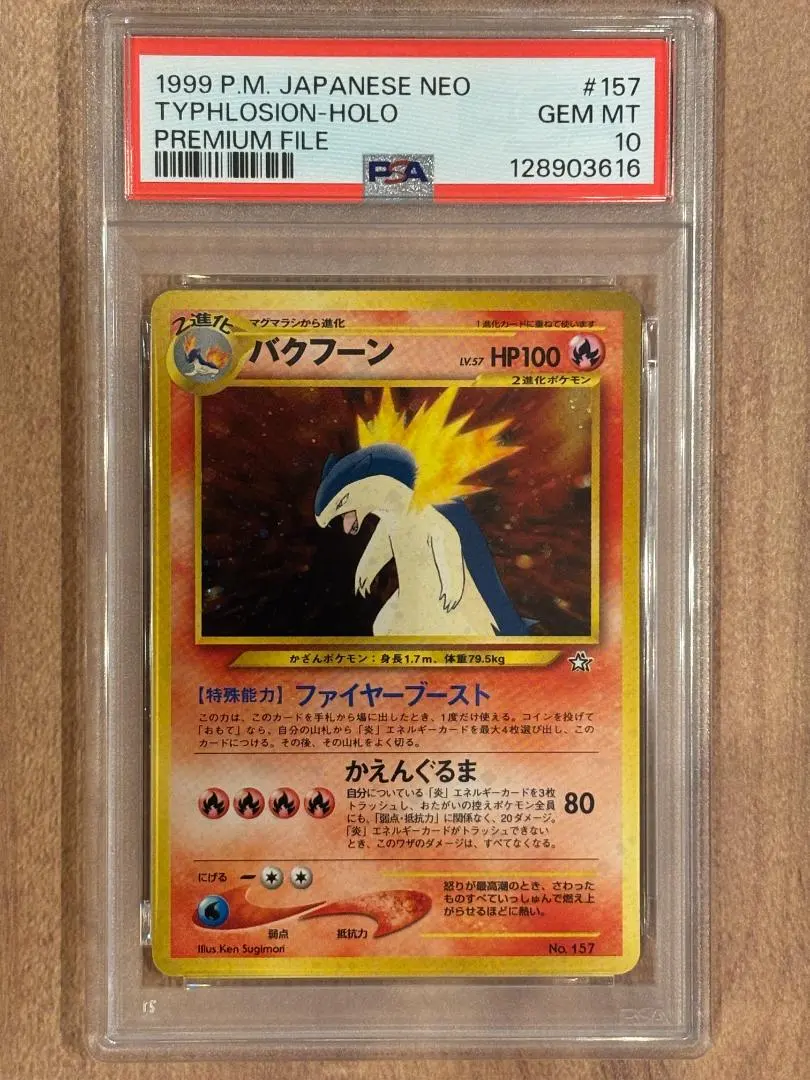 1999 P.M. JAPANESE NEO #157
TYPHLOSION-HOLO GEM MT
PREMIUM FILE 10
PSA 128903616
2進化 マグマラシから進化 1進化カードに重ねて使います
バクフーン LV.57 HP100
2進化ポケモン
かざんポケモン:身長1.7m、体重79.5kg
【特殊能力】ファイヤーブースト
この力は、このカードを手札から場に出したとき、1度だけ使える。コインを投げて
「おもて」なら、自分の山札から「炎」エネルギーカードを最大4枚選び出し、この
カードにつける。その後、その山札をよく切る。
かえんぐるま
自分についている「炎」エネルギーカードを3枚
トラッシュし、おたがいの控えポケモン全員
にも、「弱点・抵抗力」に関係なく、20ダメージ。
「炎」エネルギーカードがトラッシュできない
とき、このワザのダメージは、すべてなくなる。
80
にげる
弱点 抵抗力
怒りが最高潮のとき、さわった
ものすべていっしゅんで燃え上
がらせるほどに熱い。
Illus.Ken Sugimori No.157
PSA